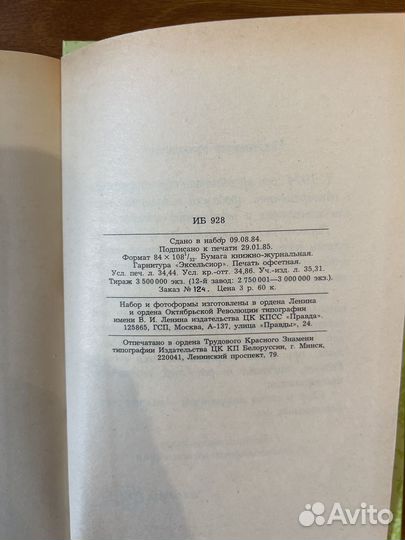 ИБ 928
Сдано в набор 09.08.84.
Подписано к печати 29.01.85.
Формат 84×108¹/₃₂. Бумага книжно-журнальная.
Гарнитура «Эксельсиор». Печать офсетная.
Усл. печ. л. 34,44. Усл. кр.-отт. 34,86. Уч.-изд. л. 35,31.
Тираж 3 500 000 экз. (12-й завод: 2 750 001—3 000 000 экз.)
Заказ № 124. Цена 3 р. 60 к.
Набор и фотоформы изготовлены в ордена Ленина
и ордена Октябрьской Революции типографии
имени В. И. Ленина издательства ЦК КПСС «Правда».
125865, ГСП, Москва, А-137, улица «Правды», 24.
Отпечатано в ордена Трудового Красного Знамени
типографии Издательства ЦК КП Белоруссии, г. Минск,
220041, Ленинский проспект, 79.
Avito